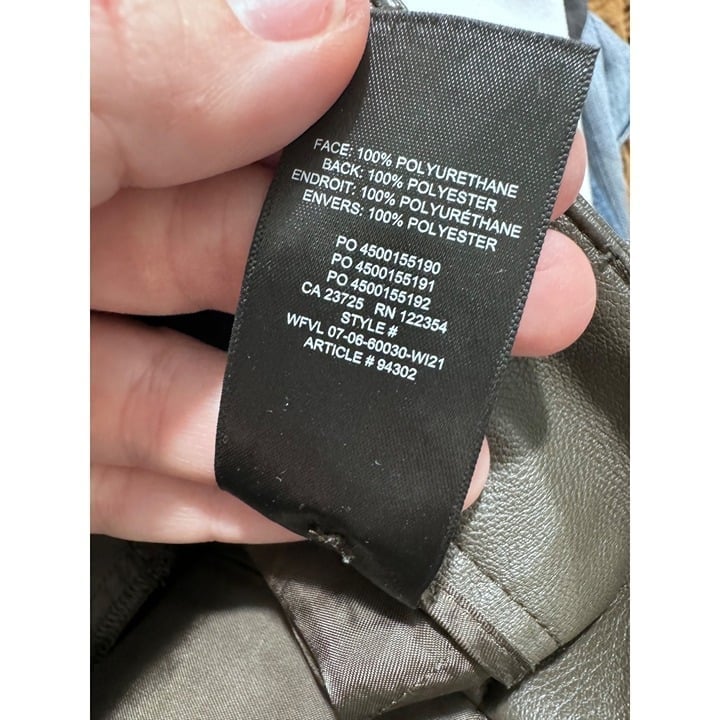 FACE: 100% POLYURETHANE
BACK: 100% POLYESTER
ENDROIT: 100% POLYURÉTHANE
ENVERS: 100% POLYESTER
PO 4500155190
PO 4500155191
PO 4500155192
CA 23725 RN 122354
STYLE #
WFVL 07-06-60030-WI21
ARTICLE # 94302